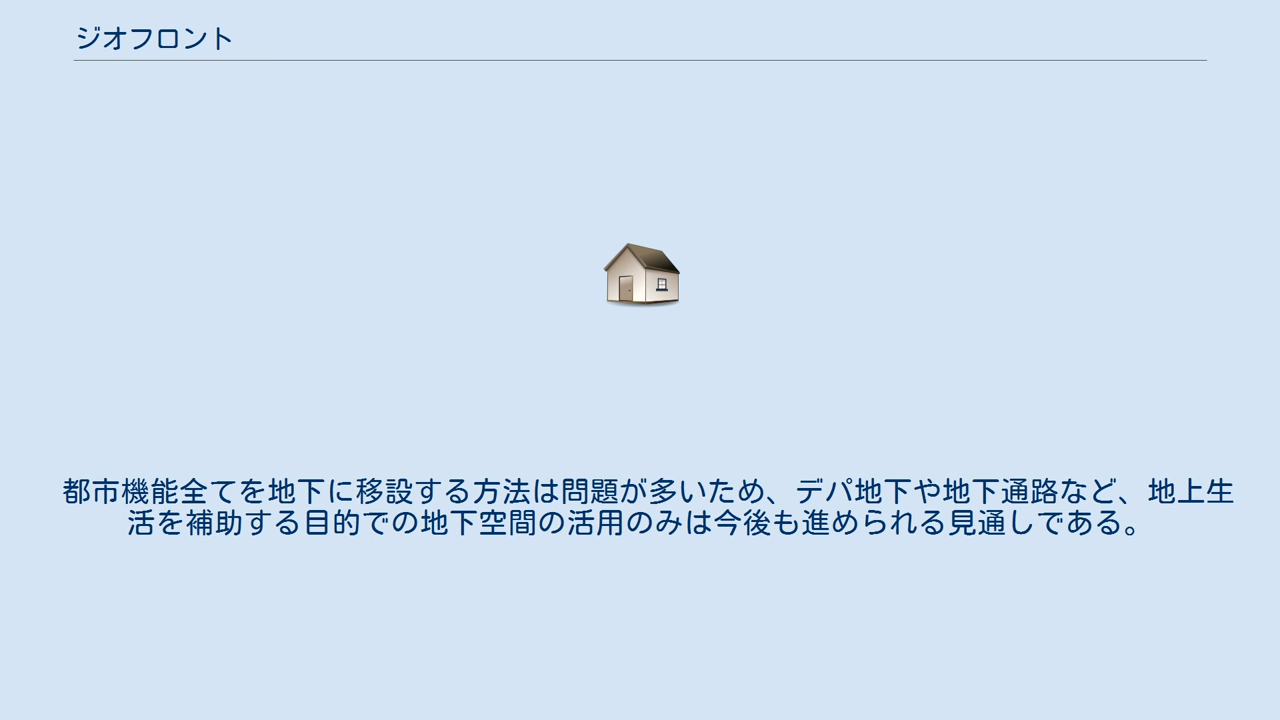 ジオフロント
都市機能全てを地下に移設する方法は問題が多いため、デパ地下や地下通路など、地上生
活を補助する目的での地下空間の活用のみは今後も進められる見通しである。